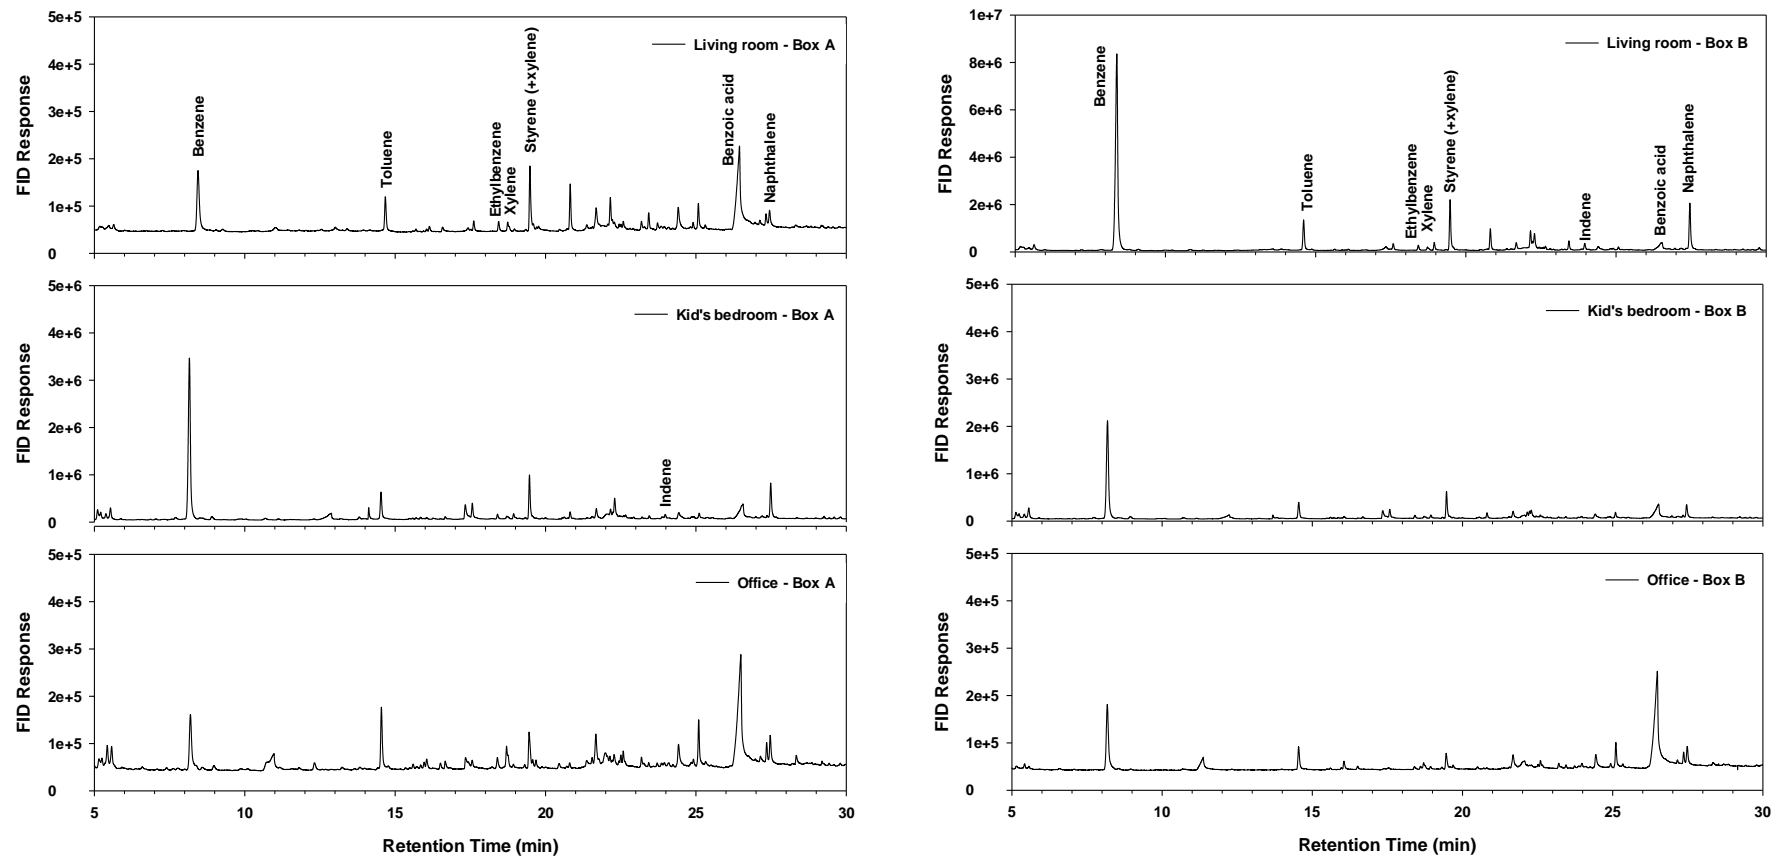 5e+5
4e+5
3e+5
2e+5
1e+5
0
FID Response
Living room - Box A
Benzene
Toluene
Ethylbenzene
Xylene
Styrene (+xylene)
Benzoic acid
Naphthalene
1e+7
8e+6
6e+6
4e+6
2e+6
0
FID Response
Living room - Box B
Benzene
Toluene
Ethylbenzene
Xylene
Styrene (+xylene)
Indene
Benzoic acid
Naphthalene
5e+6
4e+6
3e+6
2e+6
1e+6
0
FID Response
Kid's bedroom - Box A
Indene
5e+6
4e+6
3e+6
2e+6
1e+6
0
FID Response
Kid's bedroom - Box B
5e+5
4e+5
3e+5
2e+5
1e+5
0
FID Response
Office - Box A
5 10 15 20 25 30
Retention Time (min)
5e+5
4e+5
3e+5
2e+5
1e+5
0
FID Response
Office - Box B
5 10 15 20 25 30
Retention Time (min)